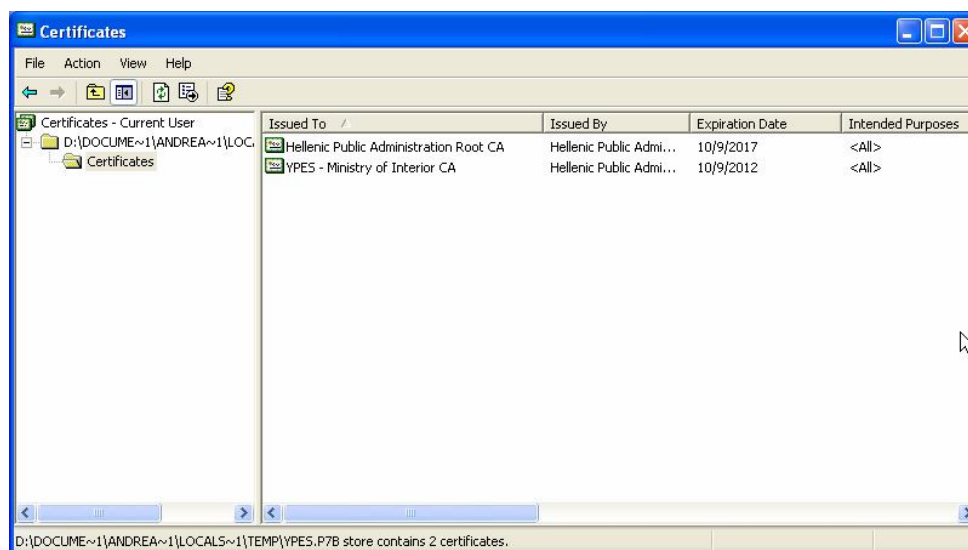 Certificates
File Action View Help
Certificates - Current User
D:\DOCUME~1\ANDREA~1\LOC
Certificates
Issued To Issued By Expiration Date Intended Purposes
Hellenic Public Administration Root CA Hellenic Public Admi... 10/9/2017 <All>
YPES - Ministry of Interior CA Hellenic Public Admi... 10/9/2012 <All>
D:\DOCUME~1\ANDREA~1\LOCALS~1\TEMP\YPES.P7B store contains 2 certificates.